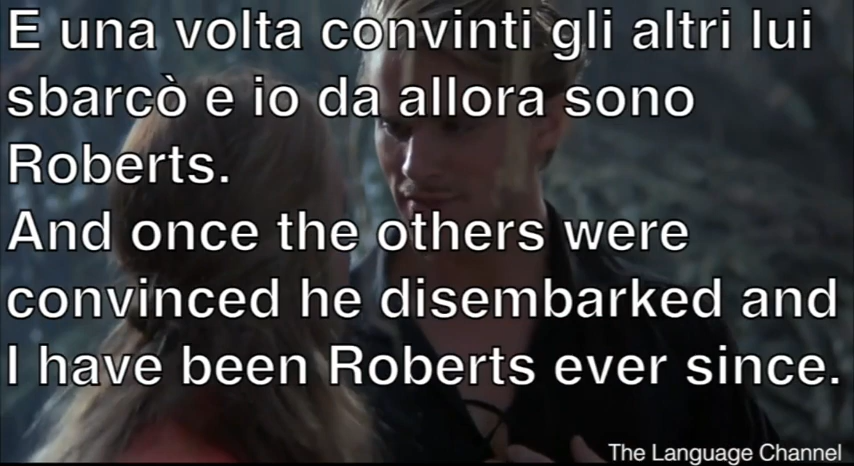 E una volta convinti gli altri lui
sbarcò e io da allora sono
Roberts.
And once the others were
convinced he disembarked and
I have been Roberts ever since.
The Language Channel